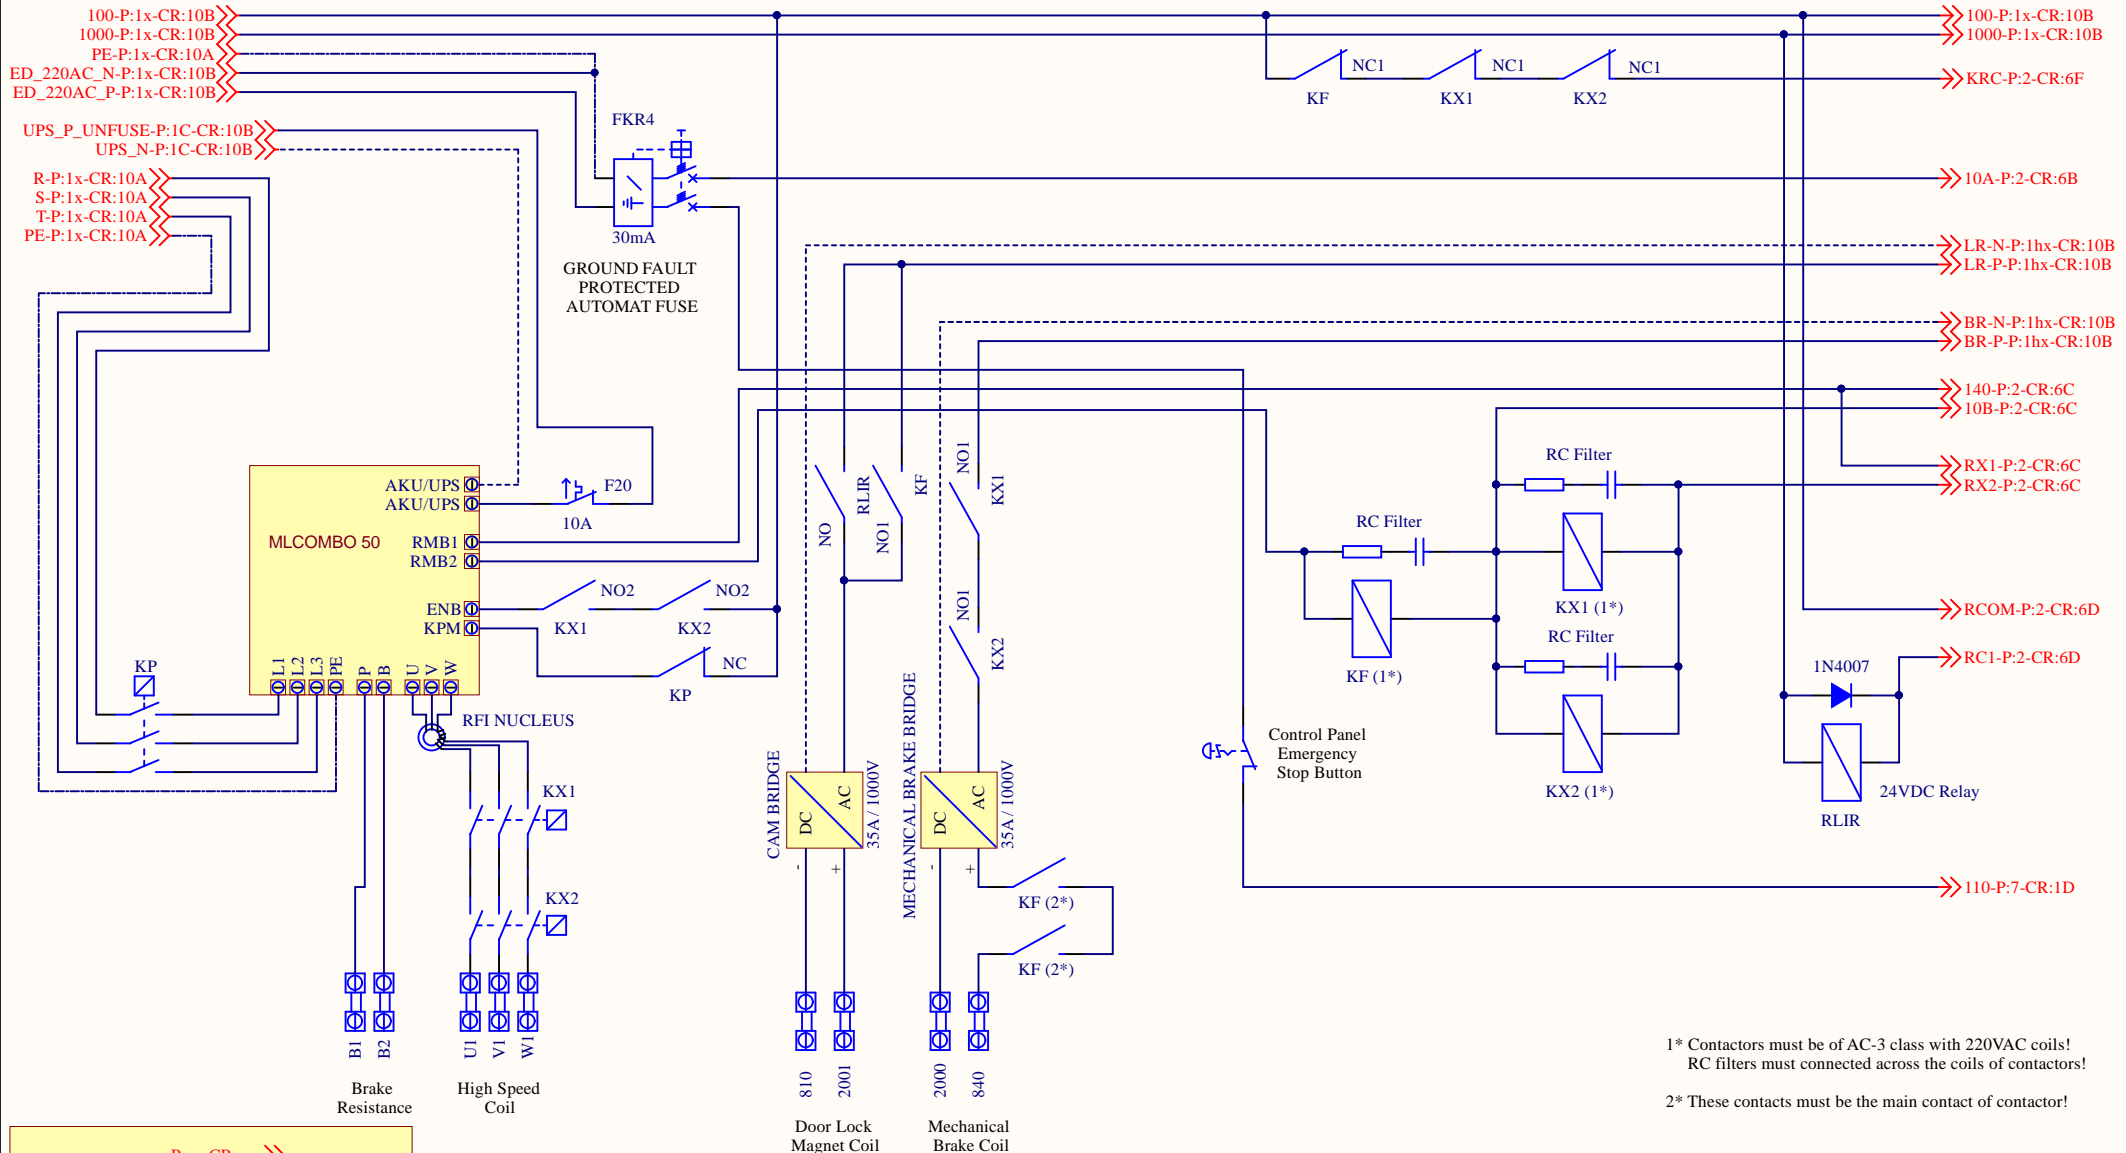 100-P:1x-CR:10B
1000-P:1x-CR:10B
PE-P:1x-CR:10A
ED_220AC_N-P:1x-CR:10B
ED_220AC_P-P:1x-CR:10B
UPS_P_UNFUSE-P:1C-CR:10B
UPS_N-P:1C-CR:10B
R-P:1x-CR:10A
S-P:1x-CR:10A
T-P:1x-CR:10A
PE-P:1x-CR:10A
100-P:1x-CR:10B
1000-P:1x-CR:10B
KRC-P:2-CR:6F
10A-P:2-CR:6B
LR-N-P:1hx-CR:10B
LR-P-P:1hx-CR:10B
BR-N-P:1hx-CR:10B
BR-P-P:1hx-CR:10B
140-P:2-CR:6C
10B-P:2-CR:6C
RX1-P:2-CR:6C
RX2-P:2-CR:6C
RCOM-P:2-CR:6D
RC1-P:2-CR:6D
110-P:7-CR:1D
NC1
NC1
NC1
KF
KX1
KX2
FKR4
30mA
GROUND FAULT
PROTECTED
AUTOMAT FUSE
MLCOMBO 50
AKU/UPS
AKU/UPS
RMB1
RMB2
ENB
KPM
L1
L2
L3
PE
P
B
U
V
W
F20
10A
NO2
NO2
KX1
KX2
NC
KP
KP
RFI NUCLEUS
KX1
KX2
B1
B2
U1
V1
W1
Brake
Resistance
High Speed
Coil
NO
RLIR
NO1
KF
NO1
KX1
NO1
KX2
CAM BRIDGE
DC
AC
35A / 1000V
-
+
MECHANICAL BRAKE BRIDGE
DC
AC
35A / 1000V
-
+
KF (2*)
KF (2*)
810
2001
2000
840
Door Lock
Magnet Coil
Mechanical
Brake Coil
Control Panel
Emergency
Stop Button
RC Filter
KF (1*)
RC Filter
KX1 (1*)
RC Filter
KX2 (1*)
1N4007
24VDC Relay
RLIR
1* Contactors must be of AC-3 class with 220VAC coils!
RC filters must connected across the coils of contactors!
2* These contacts must be the main contact of contactor!